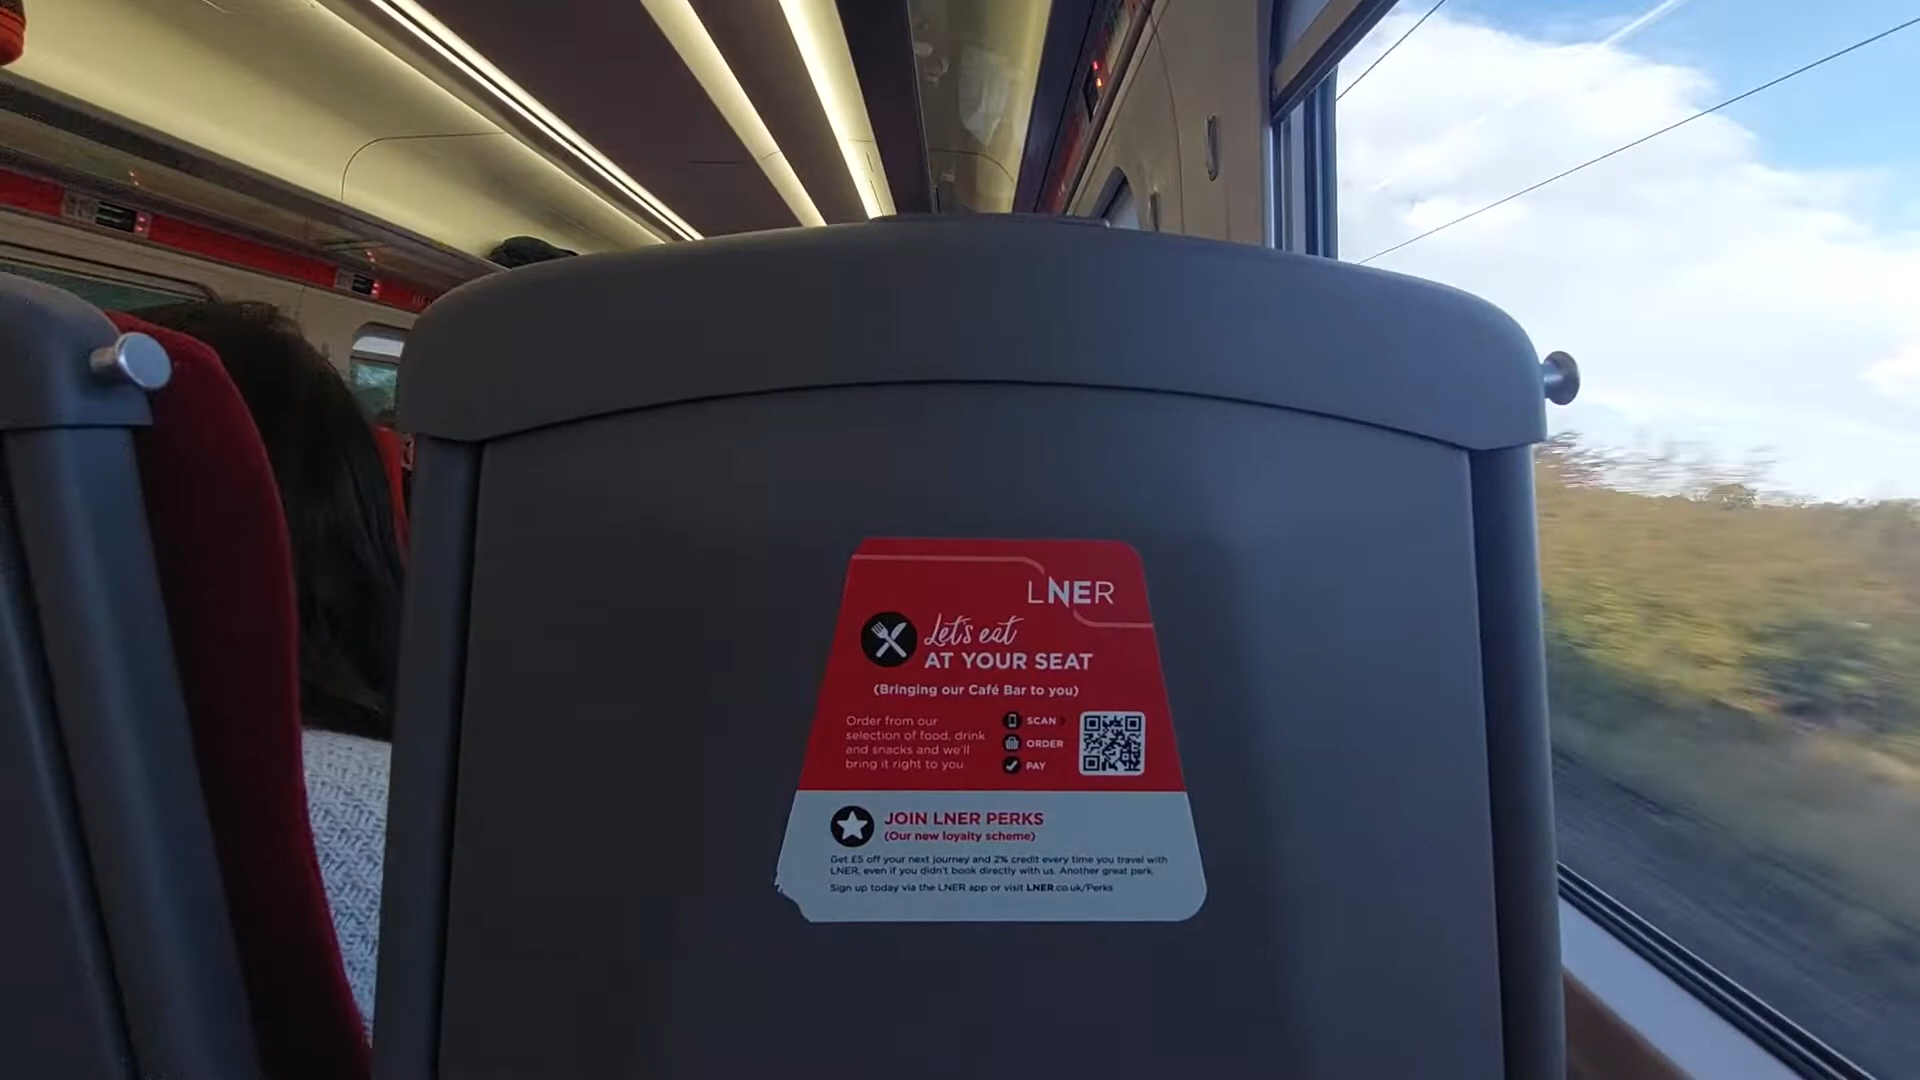 LNER
Let's eat
AT YOUR SEAT
(Bringing our Café Bar to you)
Order from our
selection of food, drink
and snacks and we'll
bring it right to you.
SCAN
ORDER
PAY
JOIN LNER PERKS
(Our new loyalty scheme)
Get £5 off your next journey and 2% credit every time you travel with
LNER, even if you didn't book directly with us. Another great perk.
Sign up today via the LNER app or visit LNER.co.uk/Perks